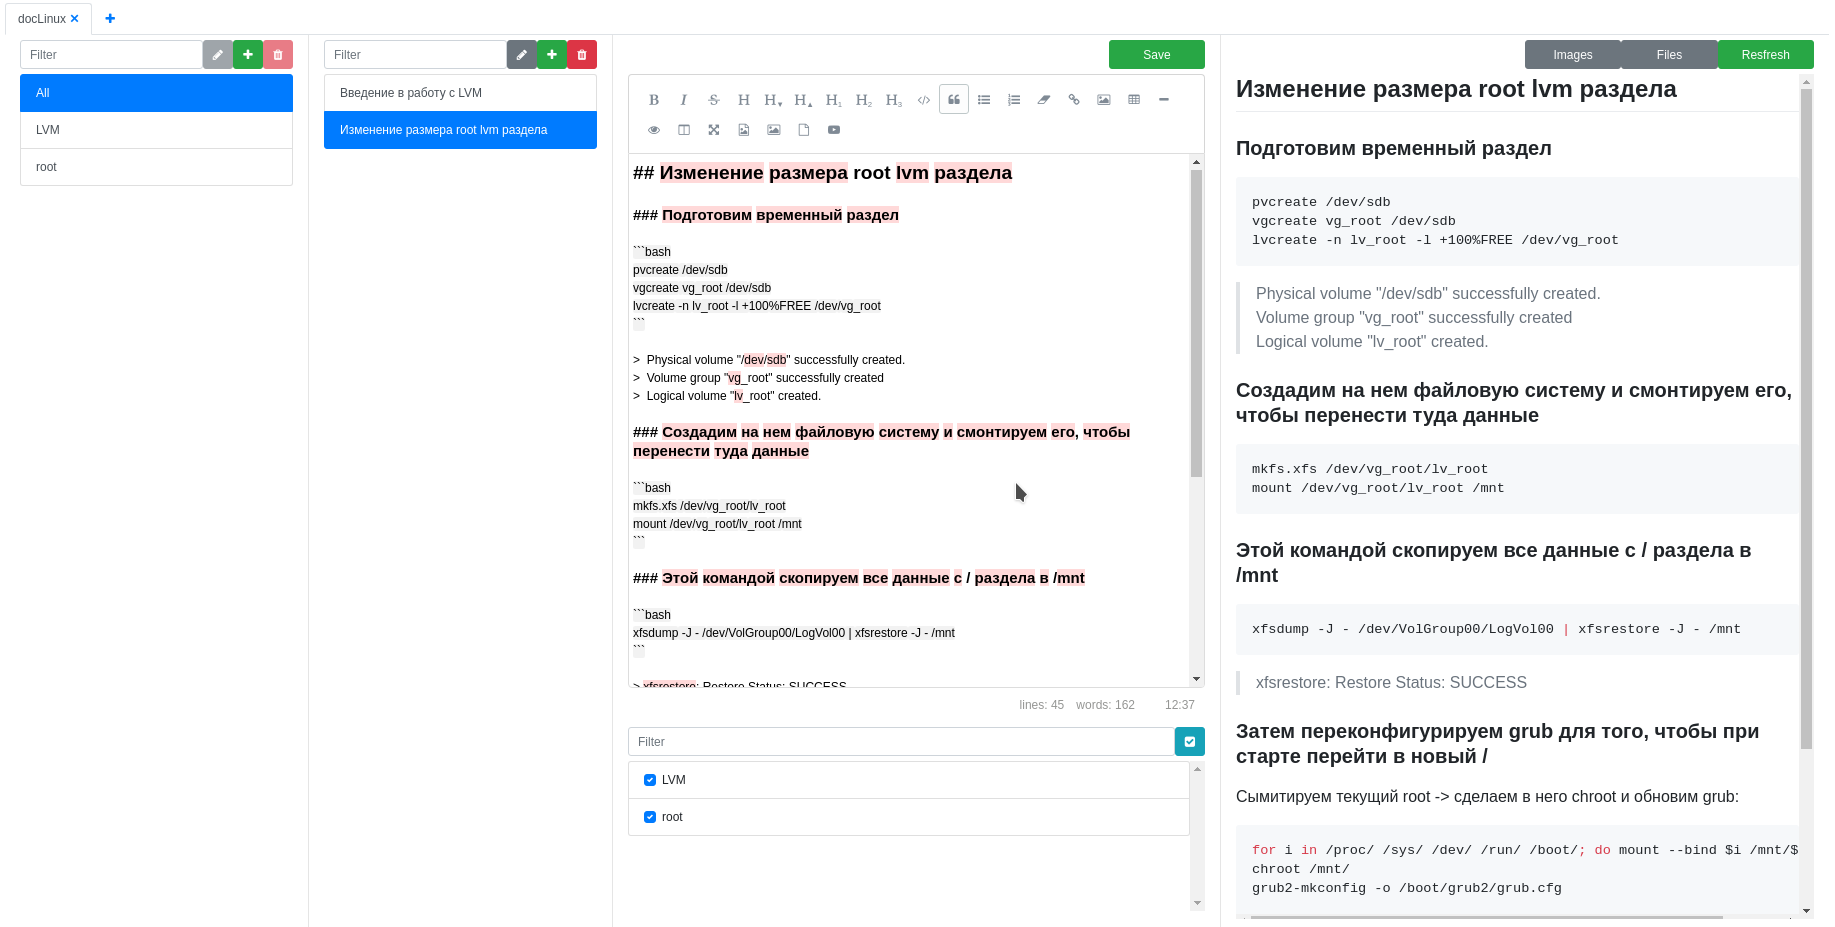 docLinux
Filter
All
LVM
root
Filter
Введение в работу с LVM
Изменение размера root lvm раздела
Save
B I S H H H H1 H2 H3
## Изменение размера root lvm раздела
### Подготовим временный раздел
```bash
pvcreate /dev/sdb
vgcreate vg_root /dev/sdb
lvcreate -n lv_root -l +100%FREE /dev/vg_root
```
> Physical volume "/dev/sdb" successfully created.
> Volume group "vg_root" successfully created
> Logical volume "lv_root" created.
### Создадим на нем файловую систему и смонтируем его, чтобы
перенести туда данные
```bash
mkfs.xfs /dev/vg_root/lv_root
mount /dev/vg_root/lv_root /mnt
```
### Этой командой скопируем все данные с / раздела в /mnt
```bash
xfsdump -J - /dev/VolGroup00/LogVol00 | xfsrestore -J - /mnt
```
> xfsrestore: Restore Status: SUCCESS
lines: 45 words: 162 12:37
Filter
LVM
root
Images Files Resfresh
Изменение размера root lvm раздела
Подготовим временный раздел
pvcreate /dev/sdb
vgcreate vg_root /dev/sdb
lvcreate -n lv_root -l +100%FREE /dev/vg_root
Physical volume "/dev/sdb" successfully created.
Volume group "vg_root" successfully created
Logical volume "lv_root" created.
Создадим на нем файловую систему и смонтируем его,
чтобы перенести туда данные
mkfs.xfs /dev/vg_root/lv_root
mount /dev/vg_root/lv_root /mnt
Этой командой скопируем все данные с / раздела в
/mnt
xfsdump -J - /dev/VolGroup00/LogVol00 | xfsrestore -J - /mnt
xfsrestore: Restore Status: SUCCESS
Затем переконфигурируем grub для того, чтобы при
старте перейти в новый /
Сымитируем текущий root -> сделаем в него chroot и обновим grub:
for i in /proc/ /sys/ /dev/ /run/ /boot/; do mount --bind $i /mnt/$
chroot /mnt/
grub2-mkconfig -o /boot/grub2/grub.cfg